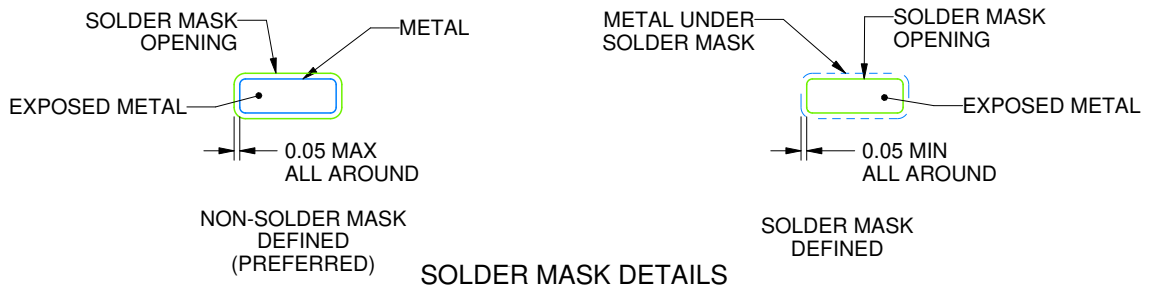 SOLDER MASK
OPENING
METAL
EXPOSED METAL
0.05 MAX
ALL AROUND
NON-SOLDER MASK
DEFINED
(PREFERRED)
METAL UNDER
SOLDER MASK
SOLDER MASK
OPENING
EXPOSED METAL
0.05 MIN
ALL AROUND
SOLDER MASK
DEFINED
SOLDER MASK DETAILS